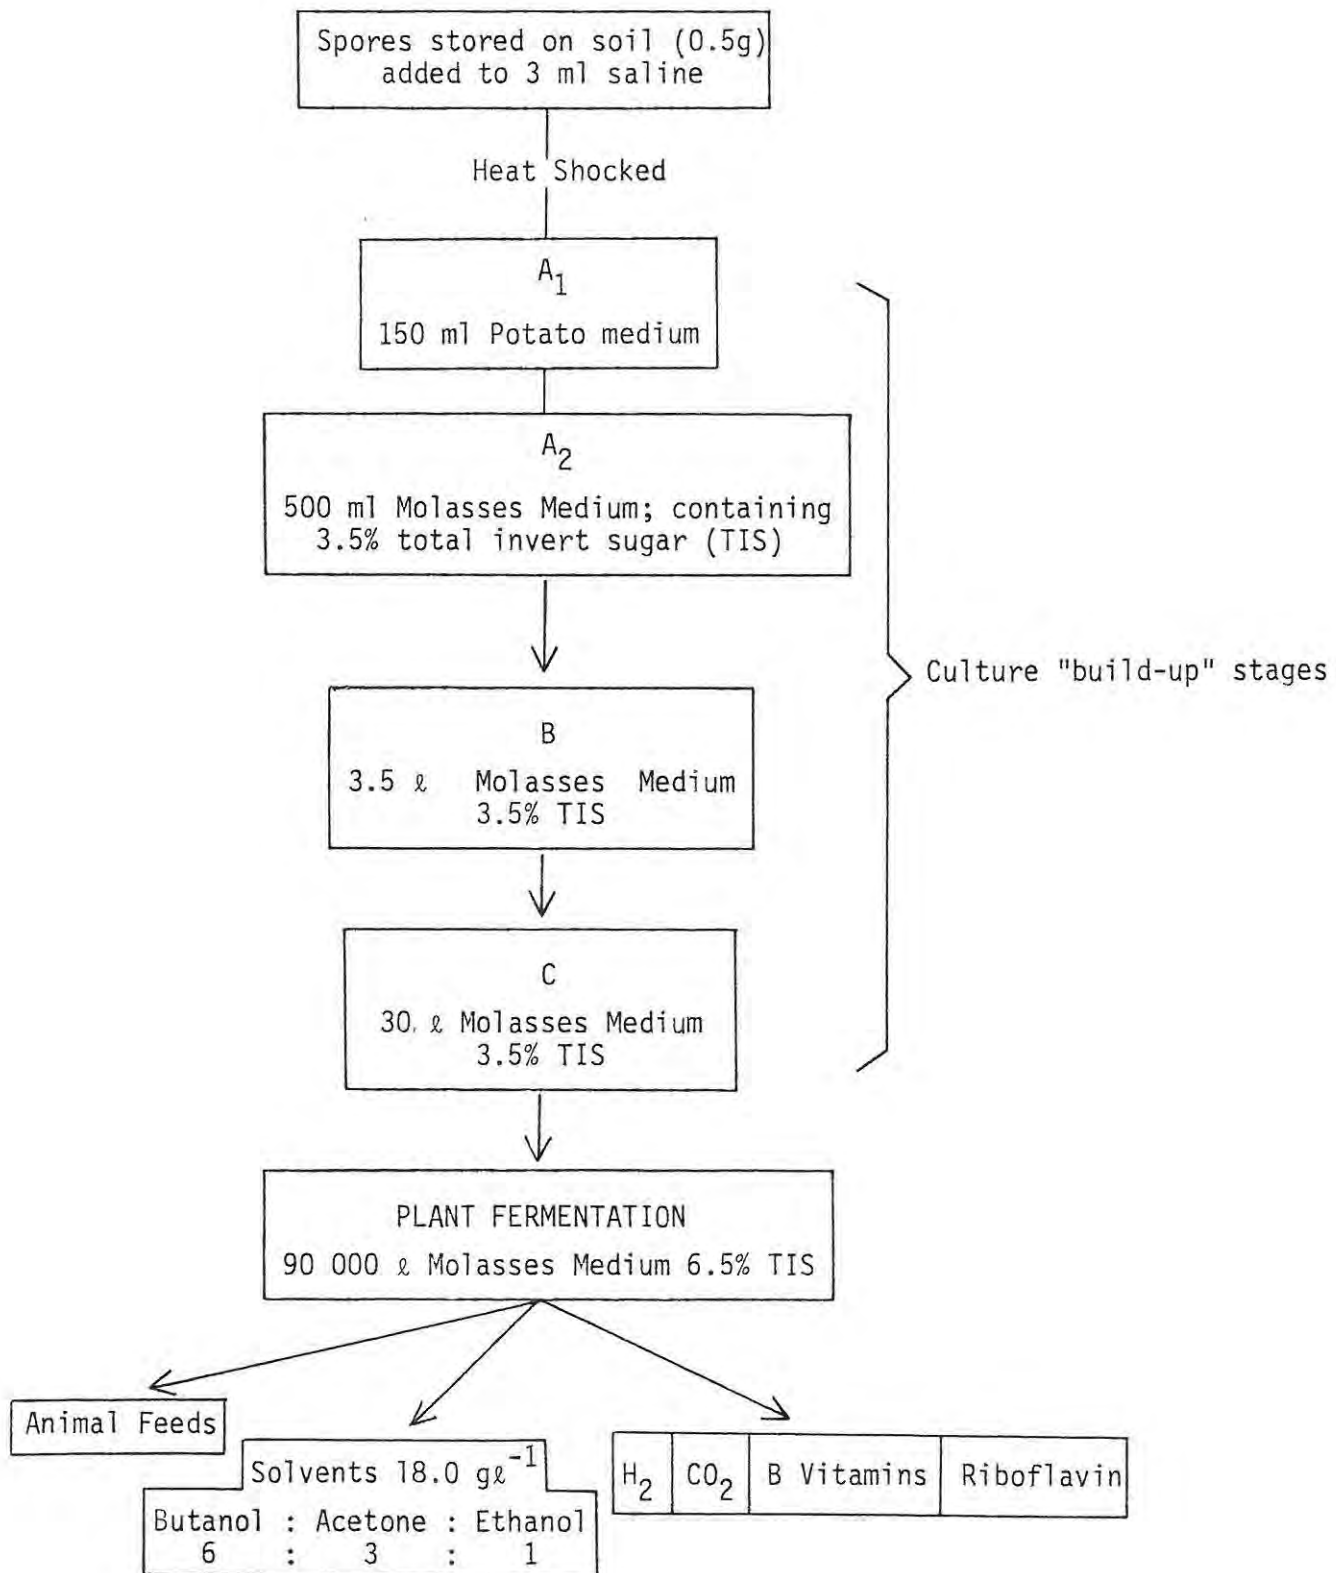 Spores stored on soil (0.5g)
added to 3 ml saline
Heat Shocked
A₁
150 ml Potato medium
A₂
500 ml Molasses Medium; containing
3.5% total invert sugar (TIS)
B
3.5 ℓ Molasses Medium
3.5% TIS
C
30 ℓ Molasses Medium
3.5% TIS
Culture "build-up" stages
PLANT FERMENTATION
90 000 ℓ Molasses Medium 6.5% TIS
Animal Feeds
Solvents 18.0 gℓ⁻¹
Butanol : Acetone : Ethanol
6 : 3 : 1
H₂ CO₂ B Vitamins Riboflavin